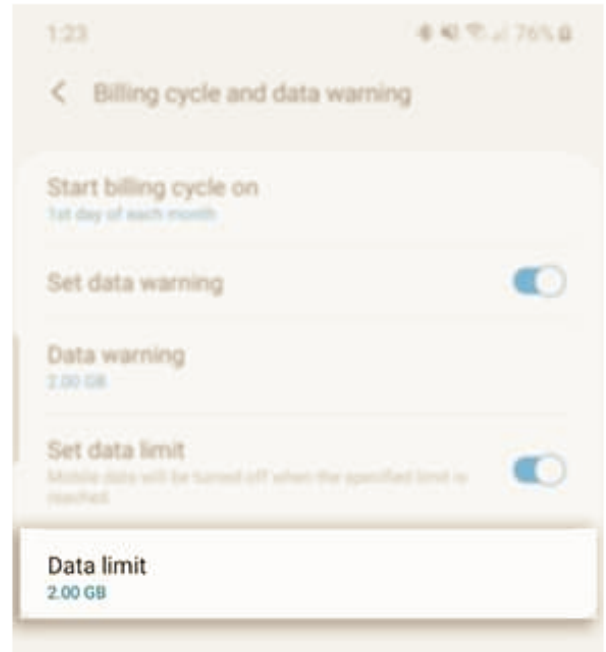 1:23
76%
Billing cycle and data warning
Start billing cycle on
1st day of each month
Set data warning
Data warning
2.00 GB
Set data limit
Mobile data will be turned off when the specified limit is
reached.
Data limit
2.00 GB